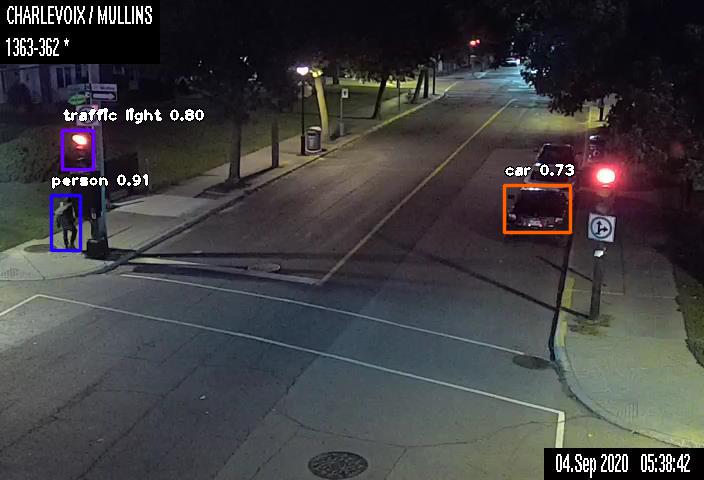 CHARLEVOIX / MULLINS
1363-362 *
traffic light 0.80
person 0.91
car 0.73
04.Sep 2020 05:38:42